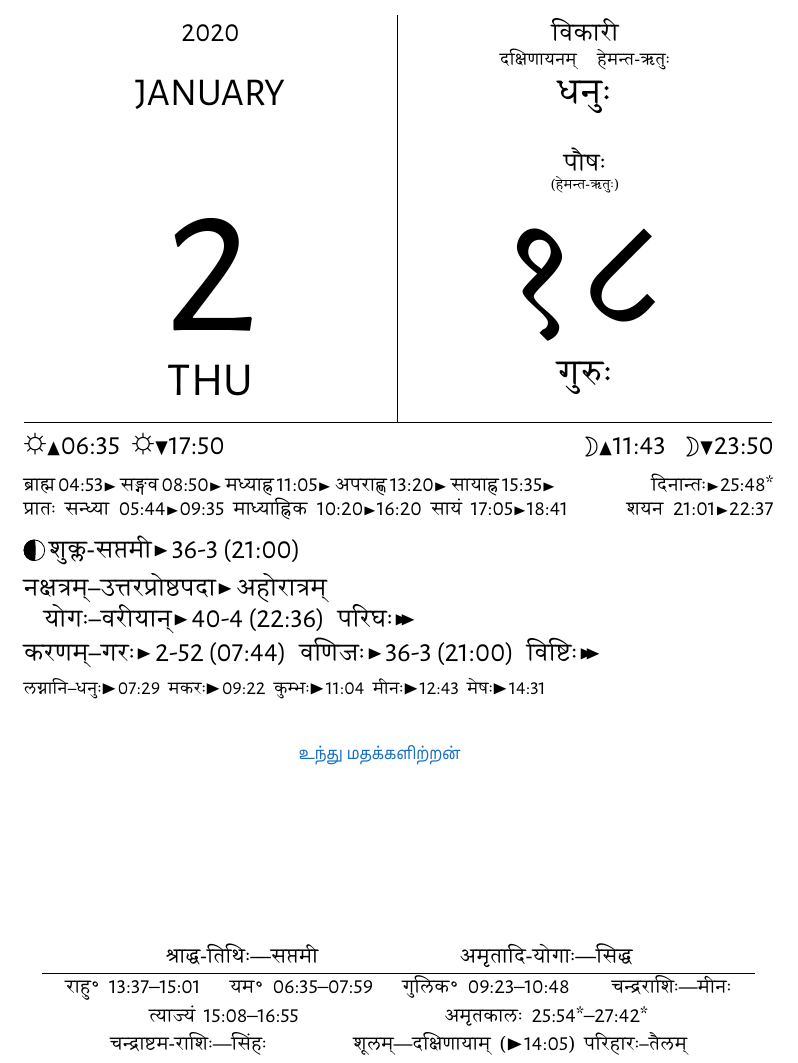 2020
JANUARY
2
THU
विकारी
दक्षिणायनम् हेमन्त-ऋतुः
धनुः
पौषः
(हेमन्त-ऋतुः)
१८
गुरुः
☼▲06:35 ☼▼17:50 ☽▲11:43 ☽▼23:50
ब्राह्म 04:53► सङ्गव 08:50► मध्याह्न 11:05► अपराह्ण 13:20► सायाह्न 15:35► दिनान्तः►25:48*
प्रातः सन्ध्या 05:44►09:35 माध्याह्निक 10:20►16:20 सायं 17:05►18:41 शयन 21:01►22:37
शुक्ल-सप्तमी►36-3 (21:00)
नक्षत्रम्–उत्तरप्रोष्ठपदा►अहोरात्रम्
योगः–वरीयान्►40-4 (22:36) परिघः►►
करणम्–गरः►2-52 (07:44) वणिजः►36-3 (21:00) विष्टिः►►
लग्नानि–धनुः►07:29 मकरः►09:22 कुम्भः►11:04 मीनः►12:43 मेषः►14:31
உந்து மதக்களிற்றன்
श्राद्ध-तिथिः—सप्तमी अमृतादि-योगाः—सिद्ध
राहु॰ 13:37–15:01 यम॰ 06:35–07:59 गुलिक॰ 09:23–10:48 चन्द्रराशिः—मीनः
त्याज्यं 15:08–16:55 अमृतकालः 25:54*–27:42*
चन्द्राष्टम-राशिः—सिंहः शूलम्—दक्षिणायाम् (►14:05) परिहारः–तैलम्